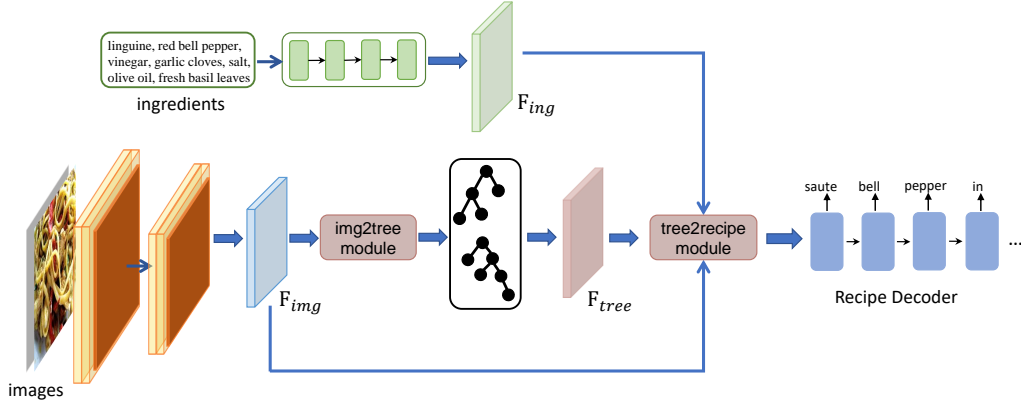 linguine, red bell pepper,
vinegar, garlic cloves, salt,
olive oil, fresh basil leaves
ingredients
F_ing
images
F_img
img2tree
module
F_tree
tree2recipe
module
saute
bell
pepper
in
...
Recipe Decoder